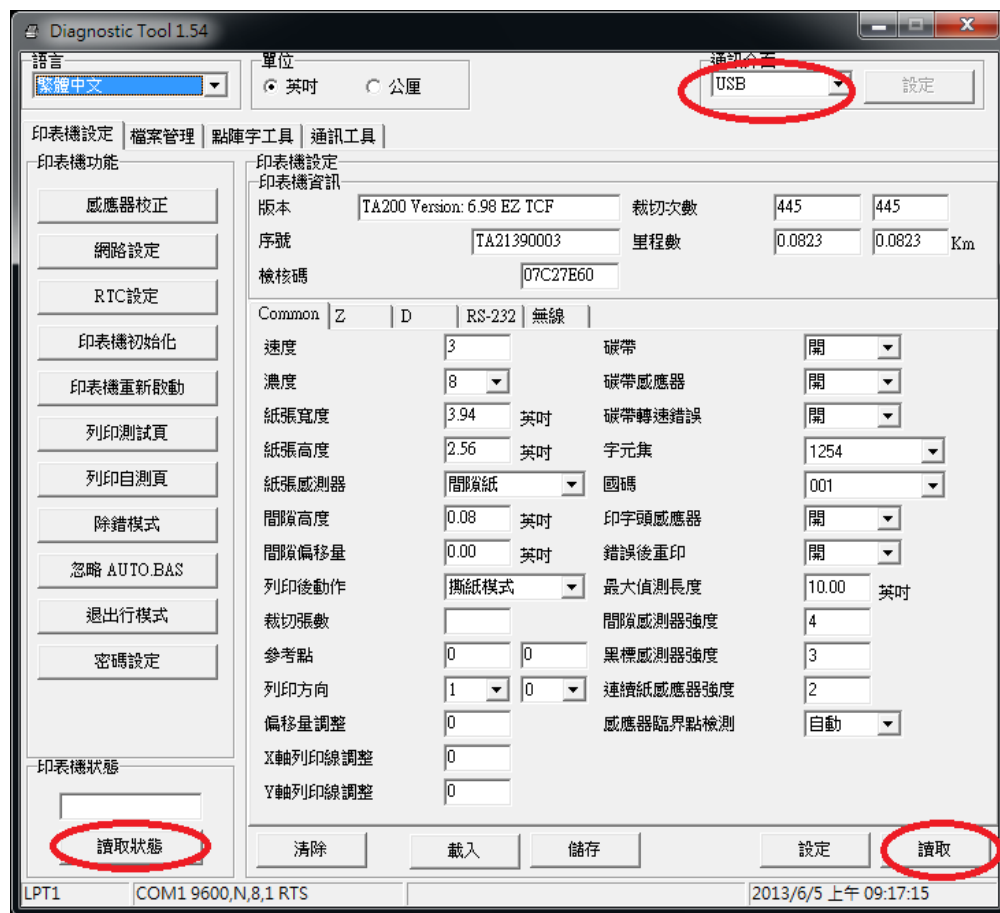 Diagnostic Tool 1.54
語言
單位
通訊介面
繁體中文
英吋
公厘
USB
設定
印表機設定 檔案管理 點陣字工具 通訊工具
印表機功能
感應器校正
網路設定
RTC設定
印表機初始化
印表機重新啟動
列印測試頁
列印自測頁
除錯模式
忽略 AUTO.BAS
退出行模式
密碼設定
印表機狀態
讀取狀態
印表機設定
印表機資訊
版本 TA200 Version: 6.98 EZ TCF 裁切次數 445 445
序號 TA21390003 里程數 0.0823 0.0823 Km
檢核碼 07C27E60
Common Z D RS-232 無線
速度 3 碳帶 開
濃度 8 碳帶感應器 開
紙張寬度 3.94 英吋 碳帶轉速錯誤 開
紙張高度 2.56 英吋 字元集 1254
紙張感測器 間隙紙 國碼 001
間隙高度 0.08 英吋 印字頭感應器 開
間隙偏移量 0.00 英吋 錯誤後重印 開
列印後動作 撕紙模式 最大偵測長度 10.00 英吋
裁切張數 間隙感測器強度 4
參考點 0 0 黑標感測器強度 3
列印方向 1 0 連續紙感應器強度 2
偏移量調整 0 感應器臨界點檢測 自動
X軸列印線調整 0
Y軸列印線調整 0
清除 載入 儲存 設定 讀取
LPT1 COM1 9600,N,8,1 RTS 2013/6/5 上午 09:17:15